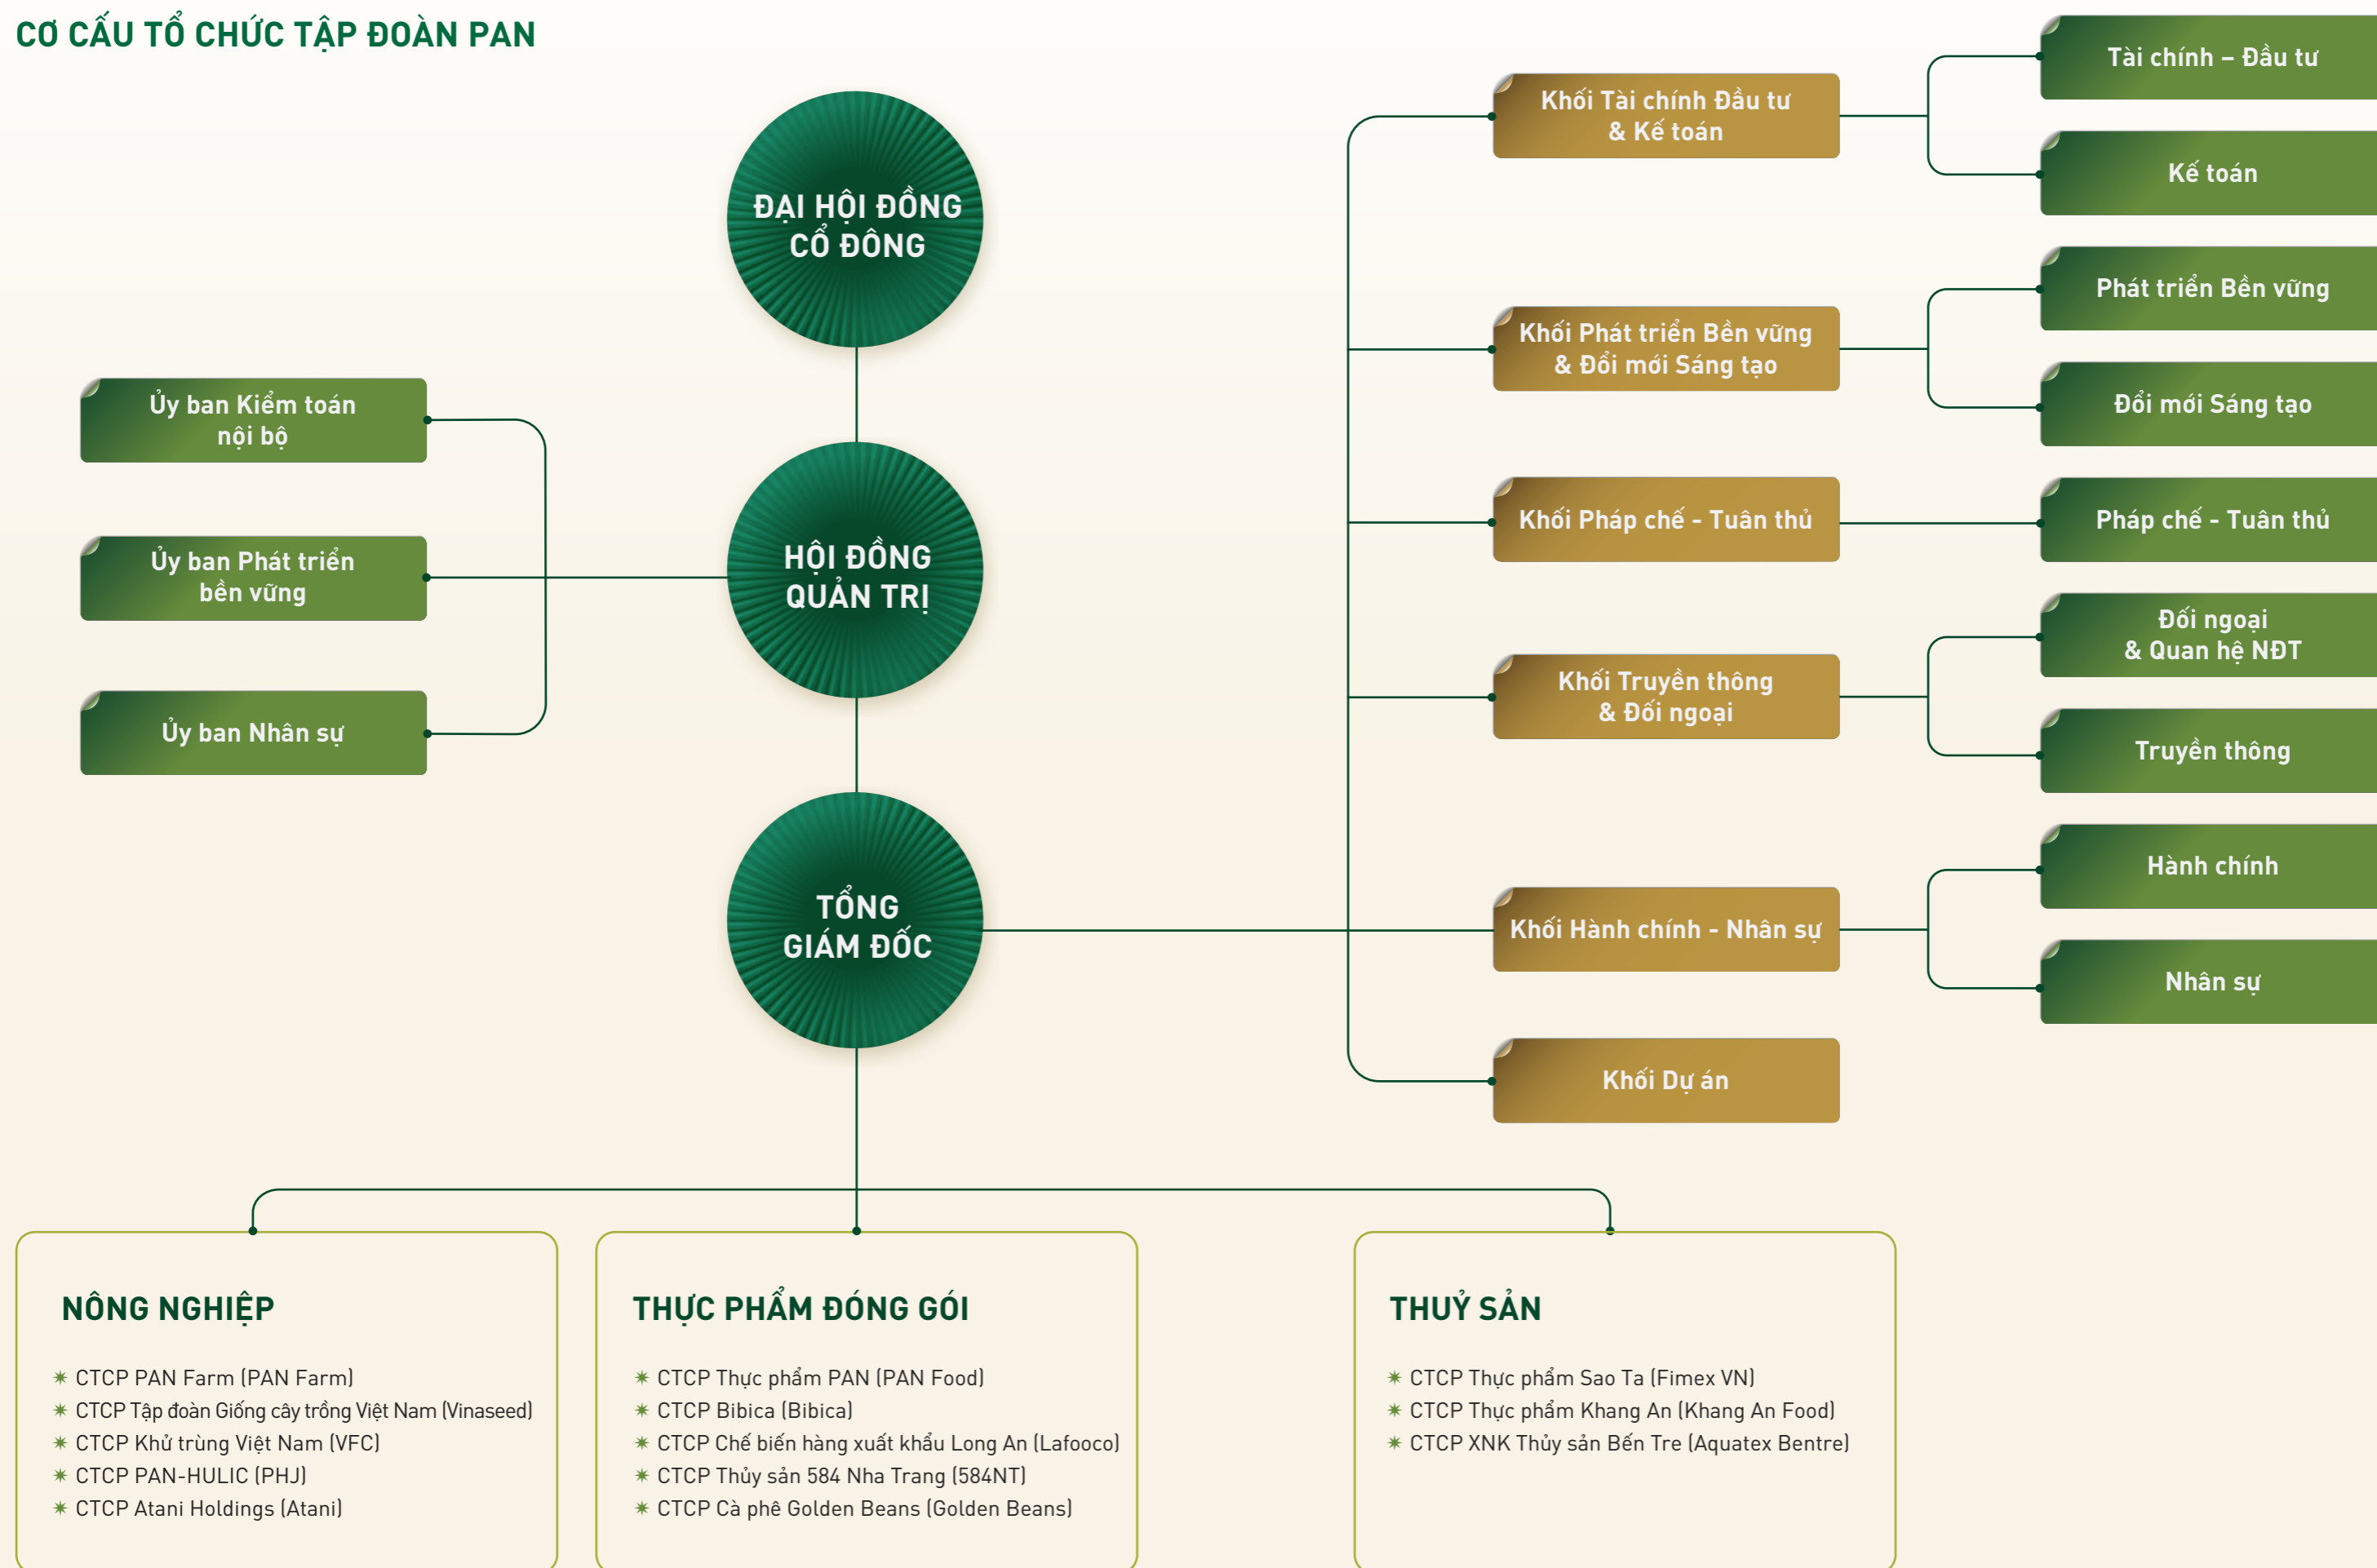 CƠ CẤU TỔ CHỨC TẬP ĐOÀN PAN
ĐẠI HỘI ĐỒNG
CỔ ĐÔNG
HỘI ĐỒNG
QUẢN TRỊ
TỔNG
GIÁM ĐỐC
Ủy ban Kiểm toán
nội bộ
Ủy ban Phát triển
bền vững
Ủy ban Nhân sự
Khối Tài chính Đầu tư
& Kế toán
Tài chính – Đầu tư
Kế toán
Khối Phát triển Bền vững
& Đổi mới Sáng tạo
Phát triển Bền vững
Đổi mới Sáng tạo
Khối Pháp chế - Tuân thủ
Pháp chế - Tuân thủ
Khối Truyền thông
& Đối ngoại
Đối ngoại
& Quan hệ NĐT
Truyền thông
Khối Hành chính - Nhân sự
Hành chính
Nhân sự
Khối Dự án
NÔNG NGHIỆP
CTCP PAN Farm (PAN Farm)
CTCP Tập đoàn Giống cây trồng Việt Nam (Vinaseed)
CTCP Khử trùng Việt Nam (VFC)
CTCP PAN-HULIC (PHJ)
CTCP Atani Holdings (Atani)
THỰC PHẨM ĐÓNG GÓI
CTCP Thực phẩm PAN (PAN Food)
CTCP Bibica (Bibica)
CTCP Chế biến hàng xuất khẩu Long An (Lafooco)
CTCP Thủy sản 584 Nha Trang (584NT)
CTCP Cà phê Golden Beans (Golden Beans)
THUỶ SẢN
CTCP Thực phẩm Sao Ta (Fimex VN)
CTCP Thực phẩm Khang An (Khang An Food)
CTCP XNK Thủy sản Bến Tre (Aquatex Bentre)